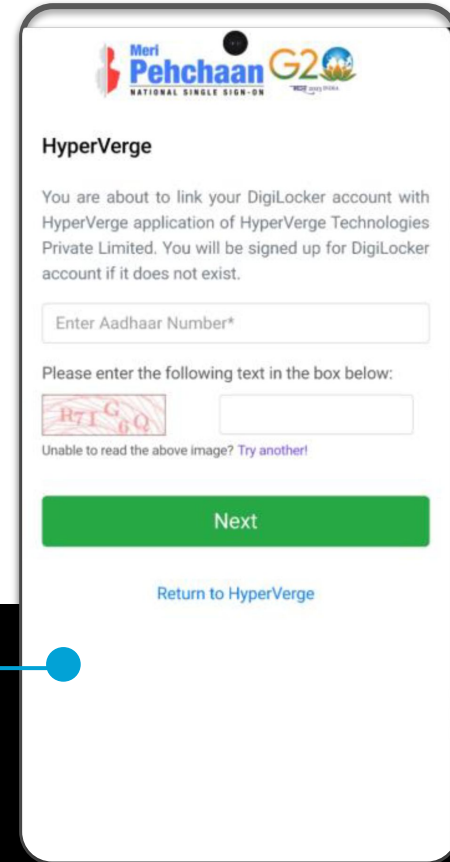 Meri
Pehchaan
NATIONAL SINGLE SIGN-ON
G20
भारत 2023 INDIA
HyperVerge
You are about to link your DigiLocker account with
HyperVerge application of HyperVerge Technologies
Private Limited. You will be signed up for DigiLocker
account if it does not exist.
Enter Aadhaar Number*
Please enter the following text in the box below:
Unable to read the above image? Try another!
Next
Return to HyperVerge